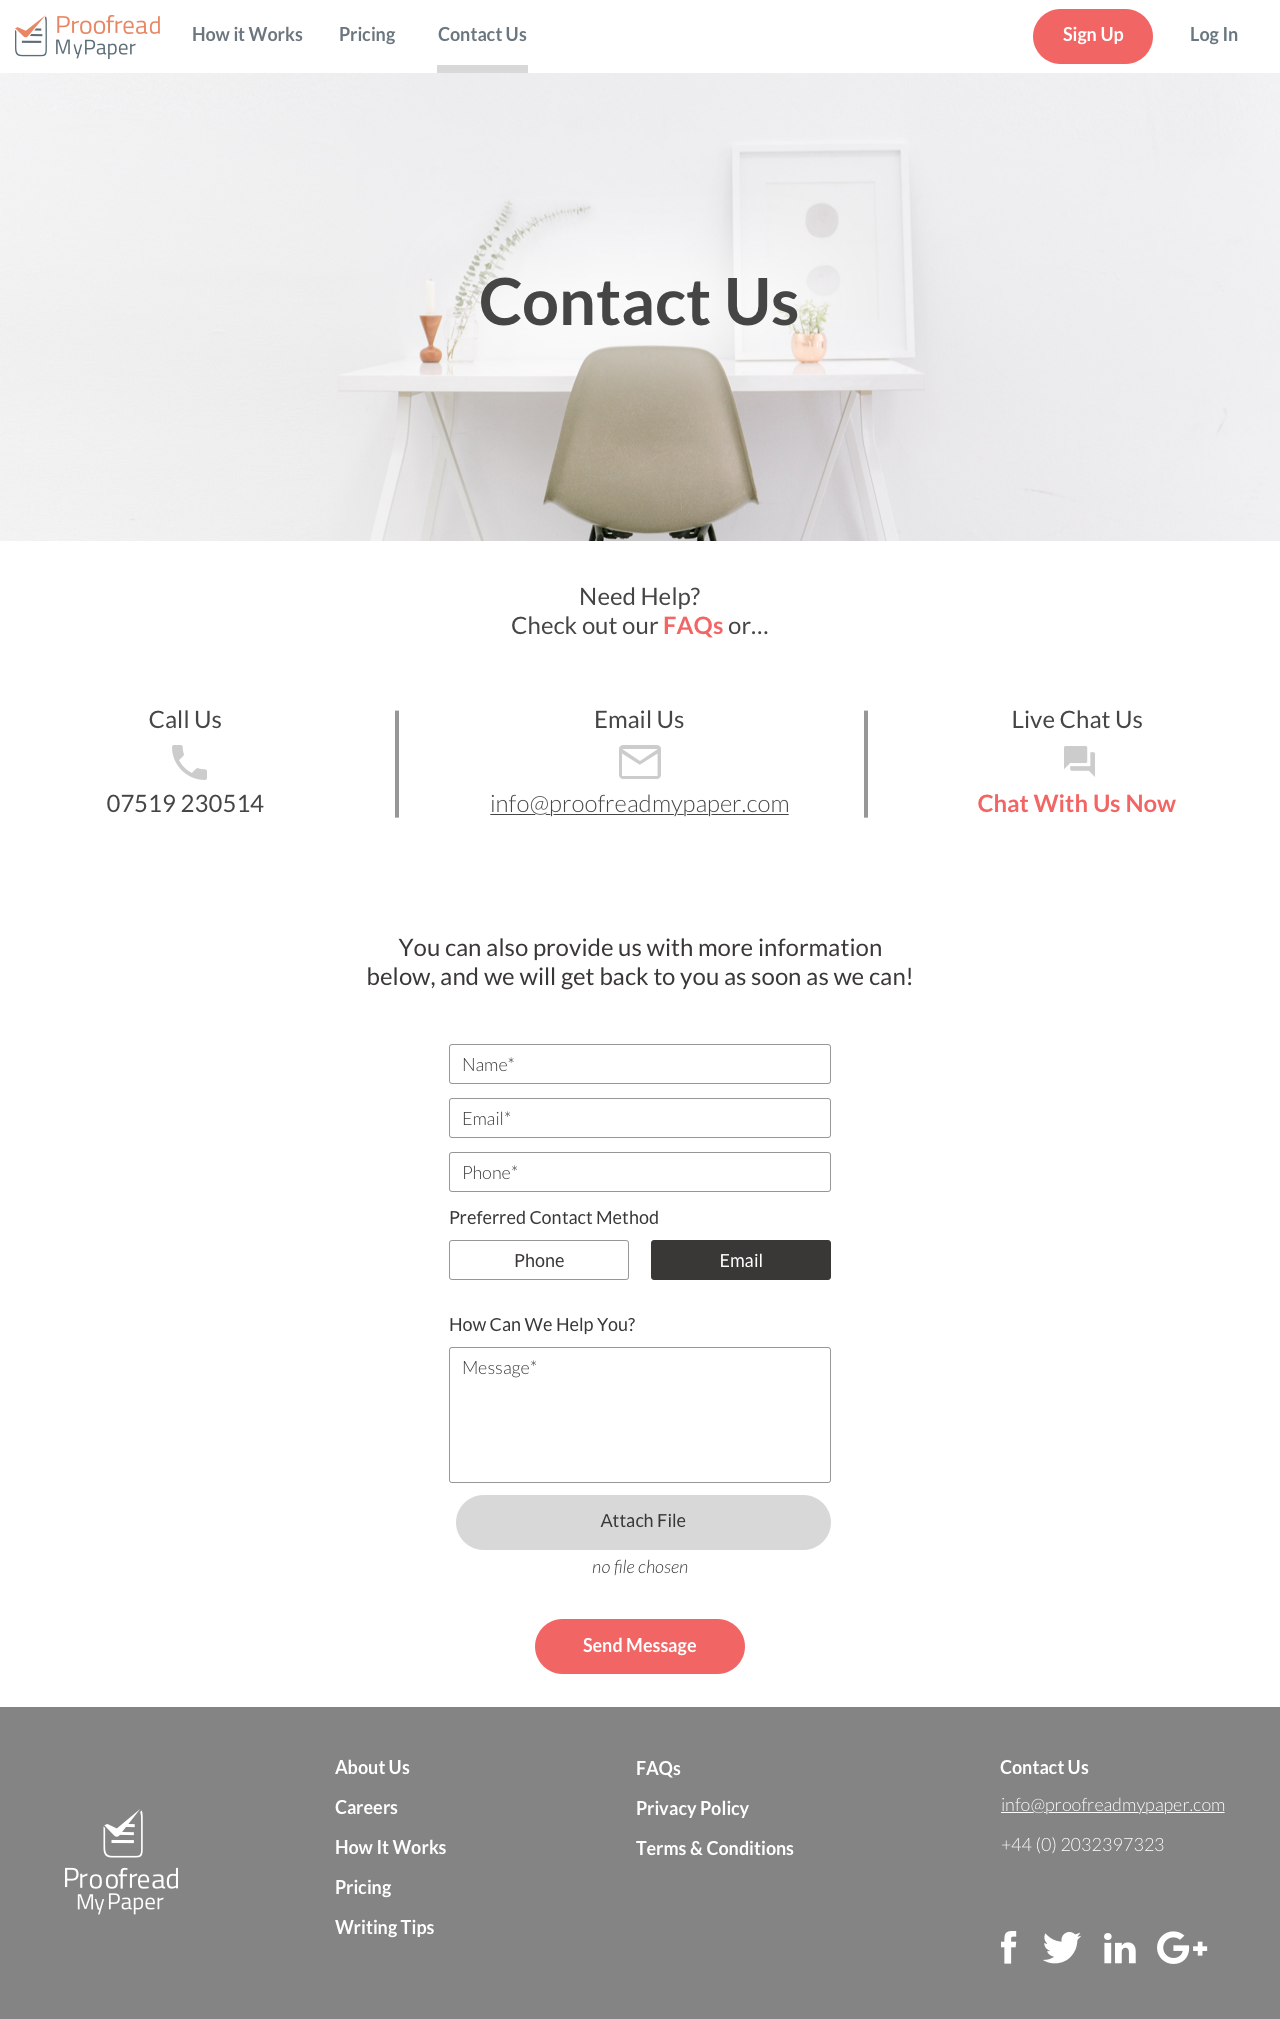 Proofread
MyPaper
How it Works
Pricing
Contact Us
Sign Up
Log In
Contact Us
Need Help?
Check out our FAQs or...
Call Us
07519 230514
Email Us
info@proofreadmypaper.com
Live Chat Us
Chat With Us Now
You can also provide us with more information
below, and we will get back to you as soon as we can!
Name*
Email*
Phone*
Preferred Contact Method
Phone
Email
How Can We Help You?
Message*
Attach File
no file chosen
Send Message
Proofread
My Paper
About Us
Careers
How It Works
Pricing
Writing Tips
FAQs
Privacy Policy
Terms & Conditions
Contact Us
info@proofreadmypaper.com
+44 (0) 2032397323
f
in
G+